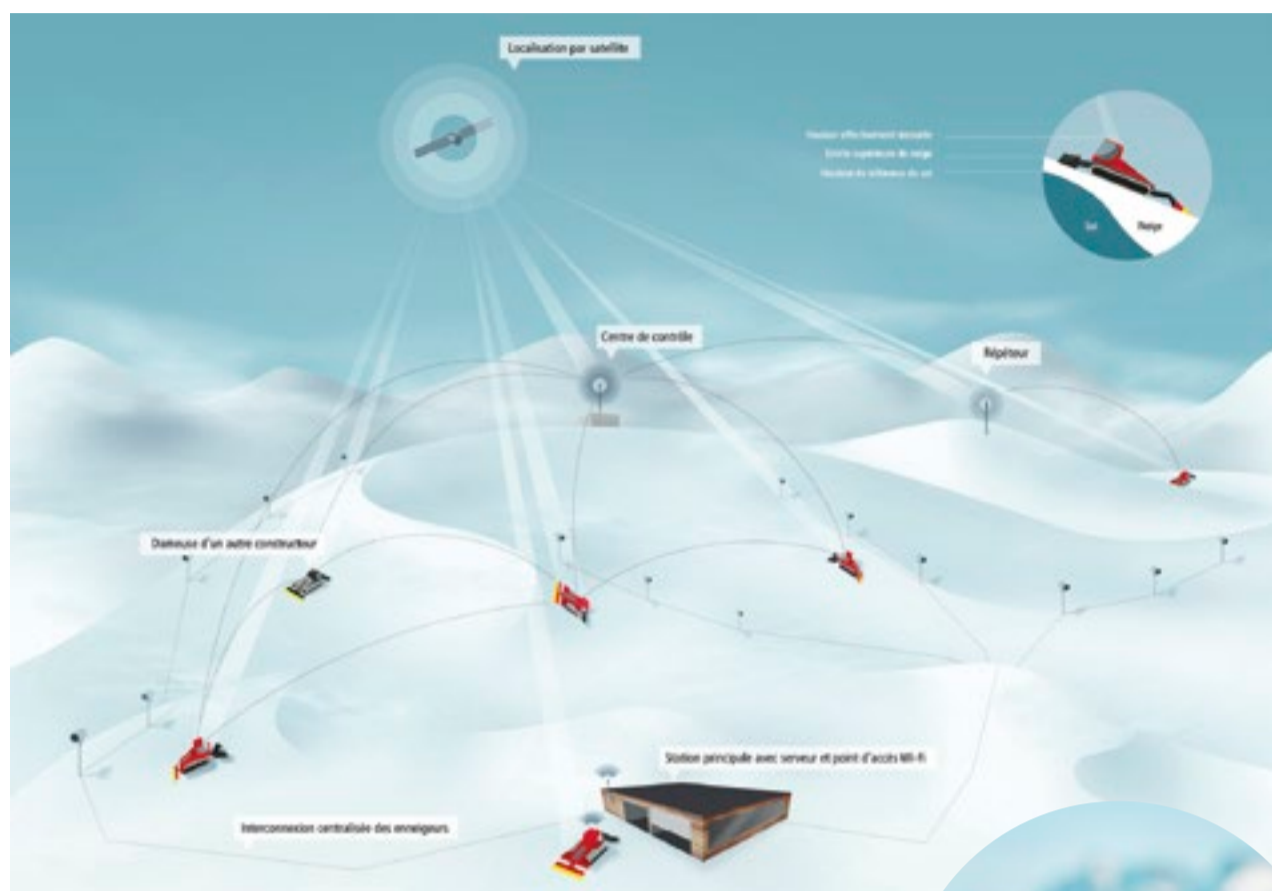 Localisation par satellite
Centre de contrôle
Répéteur
Sol
Neige
Dameuse d'un autre constructeur
Station principale avec serveur et point d'accès Wi-Fi
Interconnexion centralisée des enneigeurs